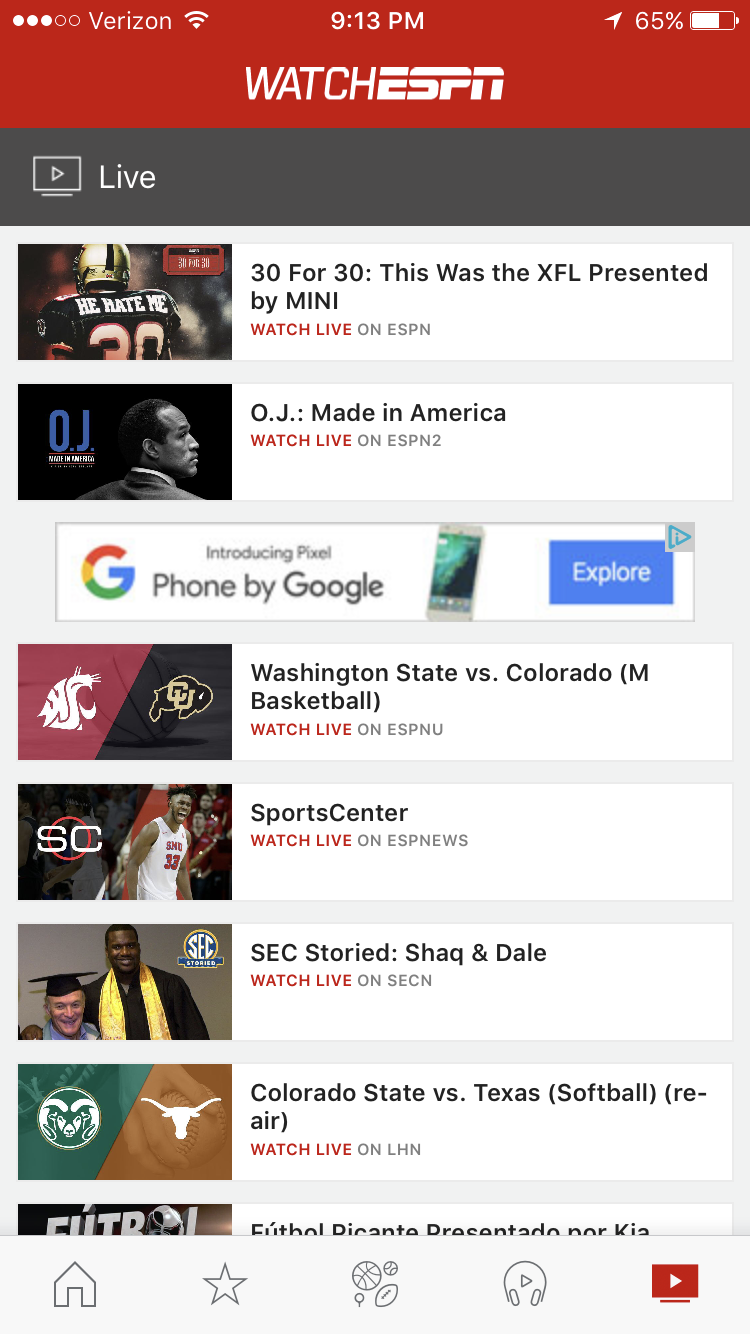 Verizon 9:13 PM 65%
WATCHESPN
Live
30 FOR 30
HE HATE ME
30
30 For 30: This Was the XFL Presented
by MINI
WATCH LIVE ON ESPN
O.J.
MADE IN AMERICA
O.J.: Made in America
WATCH LIVE ON ESPN2
Introducing Pixel
Phone by Google
Explore
G
CU
Washington State vs. Colorado (M
Basketball)
WATCH LIVE ON ESPNU
SC
SMU
33
SportsCenter
WATCH LIVE ON ESPNEWS
SEC
STORIED
SEC Storied: Shaq & Dale
WATCH LIVE ON SECN
Colorado State vs. Texas (Softball) (re-
air)
WATCH LIVE ON LHN
FÚTBOL
Fútbol Picante Presentado por Kia